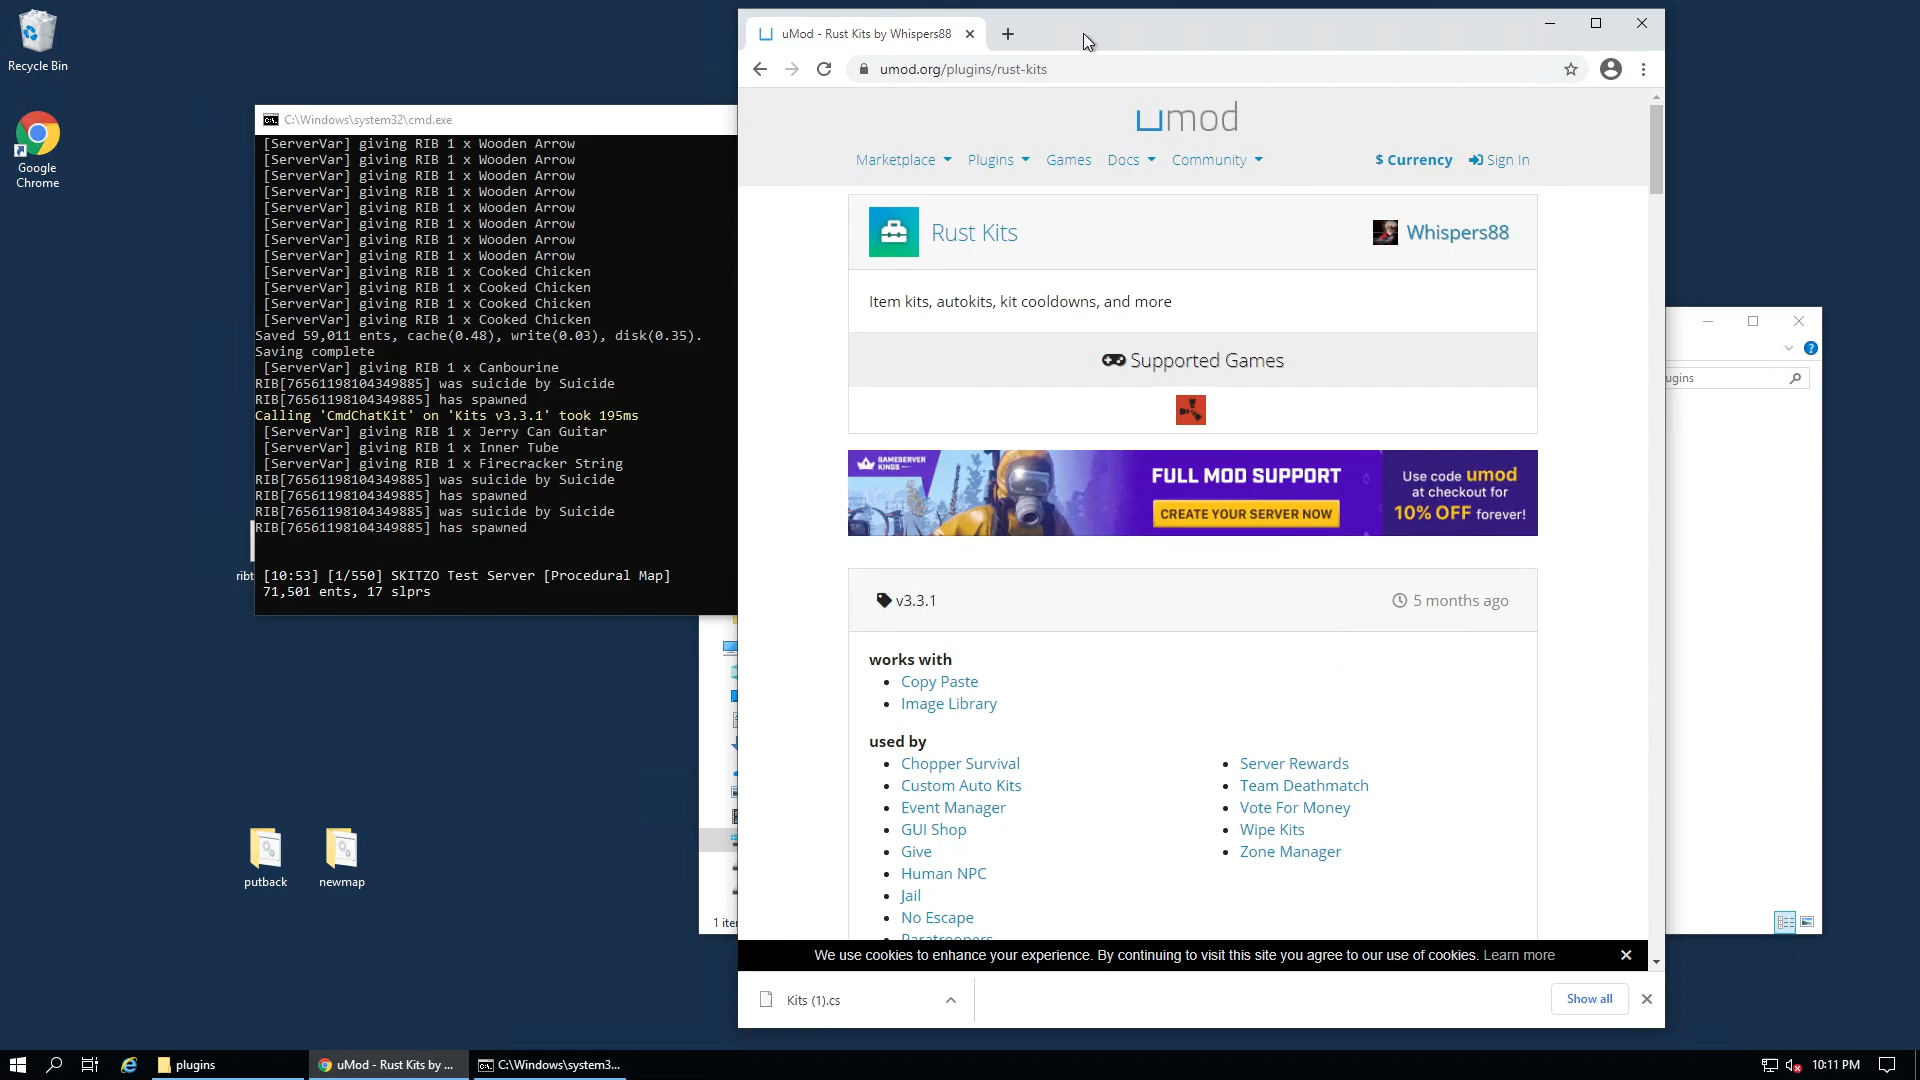 Recycle Bin
Google
Chrome
C:\Windows\system32\cmd.exe
[ServerVar] giving RIB 1 x Wooden Arrow
[ServerVar] giving RIB 1 x Wooden Arrow
[ServerVar] giving RIB 1 x Wooden Arrow
[ServerVar] giving RIB 1 x Wooden Arrow
[ServerVar] giving RIB 1 x Wooden Arrow
[ServerVar] giving RIB 1 x Wooden Arrow
[ServerVar] giving RIB 1 x Wooden Arrow
[ServerVar] giving RIB 1 x Wooden Arrow
[ServerVar] giving RIB 1 x Cooked Chicken
[ServerVar] giving RIB 1 x Cooked Chicken
[ServerVar] giving RIB 1 x Cooked Chicken
[ServerVar] giving RIB 1 x Cooked Chicken
Saved 59,011 ents, cache(0.48), write(0.03), disk(0.35).
Saving complete
[ServerVar] giving RIB 1 x Canbourine
RIB[76561198104349885] was suicide by Suicide
RIB[76561198104349885] has spawned
Calling 'CmdChatKit' on 'Kits v3.3.1' took 195ms
[ServerVar] giving RIB 1 x Jerry Can Guitar
[ServerVar] giving RIB 1 x Inner Tube
[ServerVar] giving RIB 1 x Firecracker String
RIB[76561198104349885] was suicide by Suicide
RIB[76561198104349885] has spawned
RIB[76561198104349885] was suicide by Suicide
RIB[76561198104349885] has spawned
[10:53] [1/550] SKITZO Test Server [Procedural Map]
71,501 ents, 17 slprs
ribt
putback
newmap
1 iter
uMod - Rust Kits by Whispers88
umod.org/plugins/rust-kits
umod
Marketplace Plugins Games Docs Community $ Currency Sign In
Rust Kits
Whispers88
Item kits, autokits, kit cooldowns, and more
Supported Games
GAMESERVER
KINGS
FULL MOD SUPPORT
CREATE YOUR SERVER NOW
Use code umod
at checkout for
10% OFF forever!
v3.3.1
5 months ago
works with
Copy Paste
Image Library
used by
Chopper Survival
Custom Auto Kits
Event Manager
GUI Shop
Give
Human NPC
Jail
No Escape
Paratroopers
Server Rewards
Team Deathmatch
Vote For Money
Wipe Kits
Zone Manager
We use cookies to enhance your experience. By continuing to visit this site you agree to our use of cookies. Learn more
Kits (1).cs
Show all
ugins
plugins
uMod - Rust Kits by ...
C:\Windows\system3...
10:11 PM